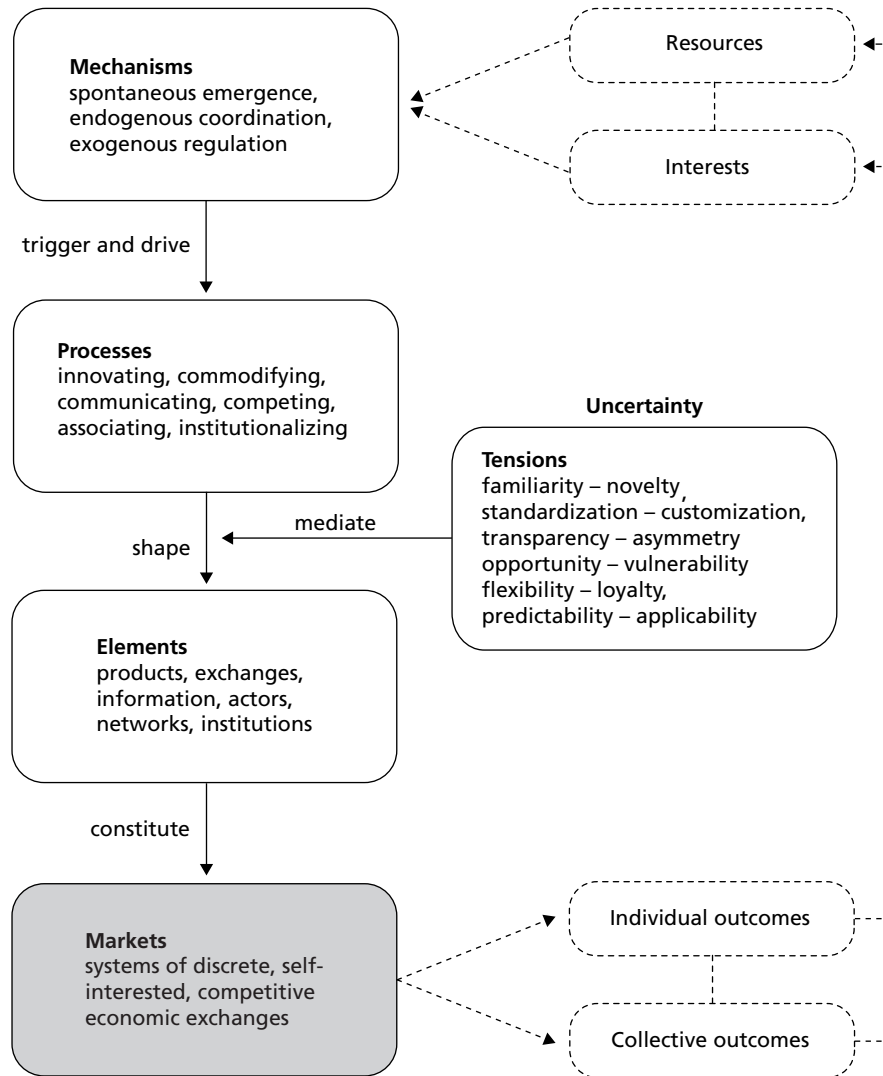 Mechanisms
spontaneous emergence,
endogenous coordination,
exogenous regulation
Resources
Interests
trigger and drive
Processes
innovating, commodifying,
communicating, competing,
associating, institutionalizing
Uncertainty
Tensions
familiarity – novelty,
standardization – customization,
transparency – asymmetry
opportunity – vulnerability
flexibility – loyalty,
predictability – applicability
mediate
shape
Elements
products, exchanges,
information, actors,
networks, institutions
constitute
Markets
systems of discrete, self-
interested, competitive
economic exchanges
Individual outcomes
Collective outcomes